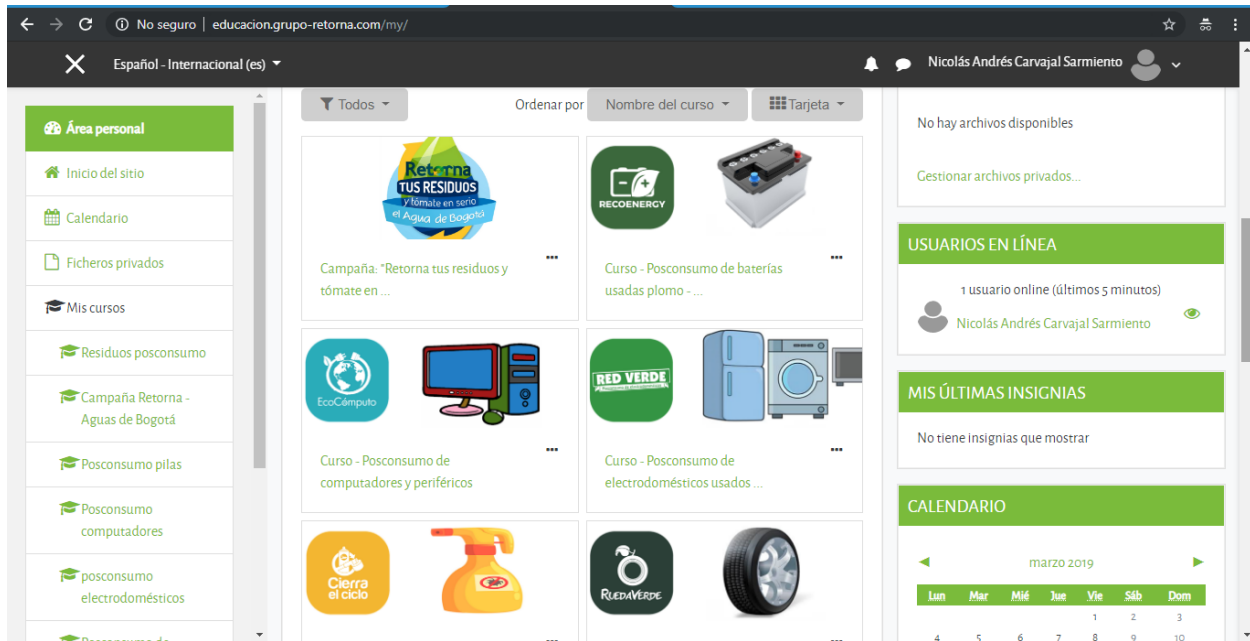 No seguro | educacion.grupo-retorna.com/my/
Español - Internacional (es)
Nicolás Andrés Carvajal Sarmiento
Área personal
Inicio del sitio
Calendario
Ficheros privados
Mis cursos
Residuos posconsumo
Campaña Retorna -
Aguas de Bogotá
Posconsumo pilas
Posconsumo
computadores
posconsumo
electrodomésticos
Posconsumo de
Todos
Ordenar por
Nombre del curso
Tarjeta
Retorna
TUS RESIDUOS
y tómate en serio
el Agua de Bogotá
Campaña: "Retorna tus residuos y
tómate en ...
RECOENERGY
Curso - Posconsumo de baterías
usadas plomo - ...
EcoCómputo
Curso - Posconsumo de
computadores y periféricos
RED VERDE
Curso - Posconsumo de
electrodomésticos usados ...
Cierra
el ciclo
RUEDAVERDE
No hay archivos disponibles
Gestionar archivos privados...
USUARIOS EN LÍNEA
1 usuario online (últimos 5 minutos)
Nicolás Andrés Carvajal Sarmiento
MIS ÚLTIMAS INSIGNIAS
No tiene insignias que mostrar
CALENDARIO
marzo 2019
Lun Mar Mié Jue Vie Sáb Dom
1 2 3
4 5 6 7 8 9 10